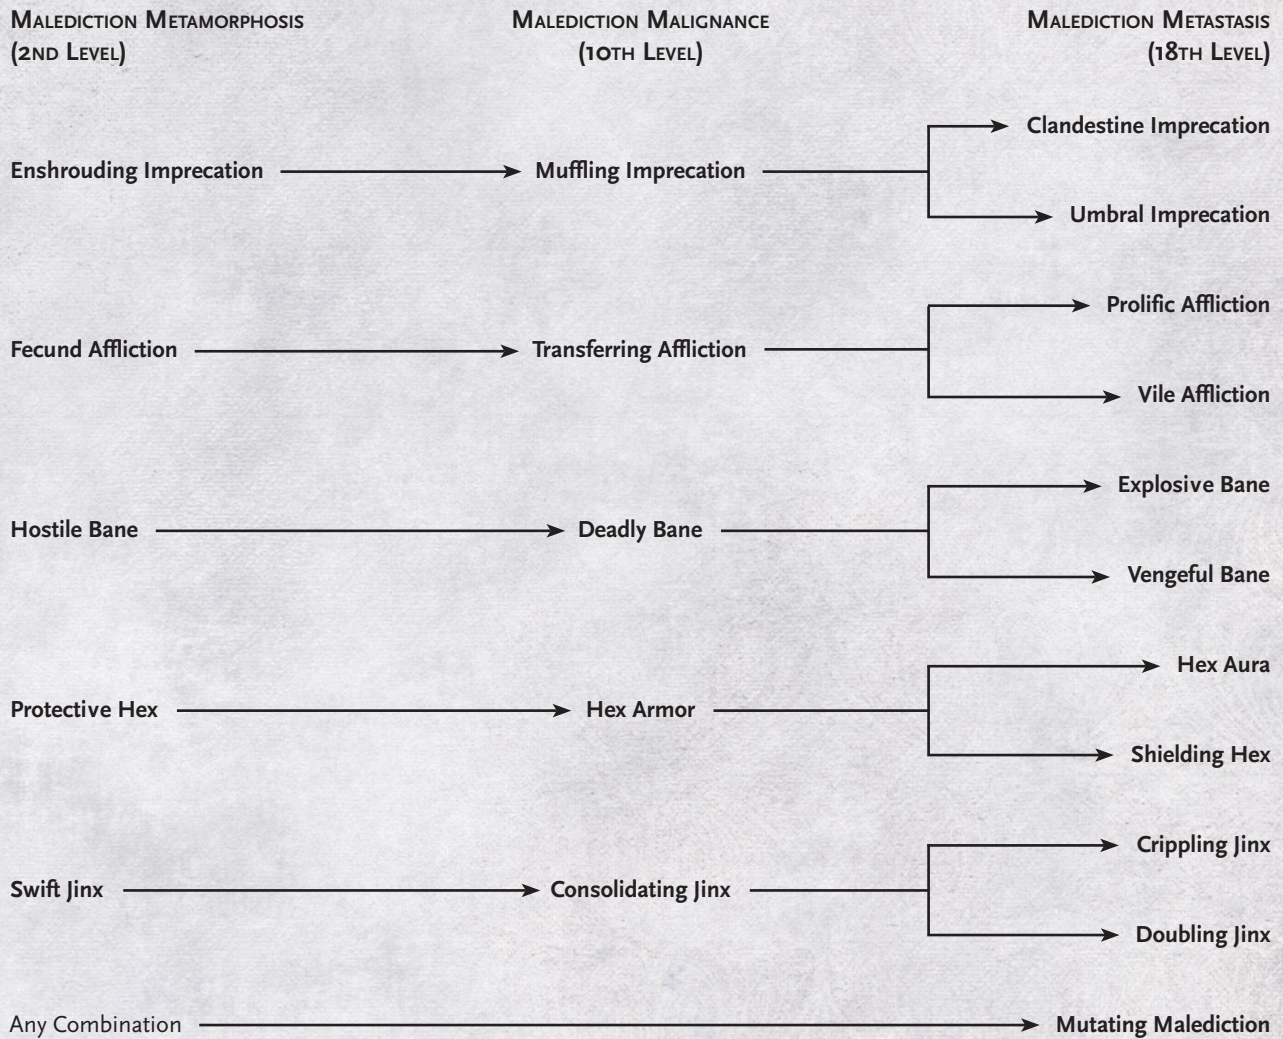 Malediction Metamorphosis
(2nd Level)
Malediction Malignance
(10th Level)
Malediction Metastasis
(18th Level)
Enshrouding Imprecation
Muffling Imprecation
Clandestine Imprecation
Umbral Imprecation
Fecund Affliction
Transferring Affliction
Prolific Affliction
Vile Affliction
Hostile Bane
Deadly Bane
Explosive Bane
Vengeful Bane
Protective Hex
Hex Armor
Hex Aura
Shielding Hex
Swift Jinx
Consolidating Jinx
Crippling Jinx
Doubling Jinx
Any Combination
Mutating Malediction